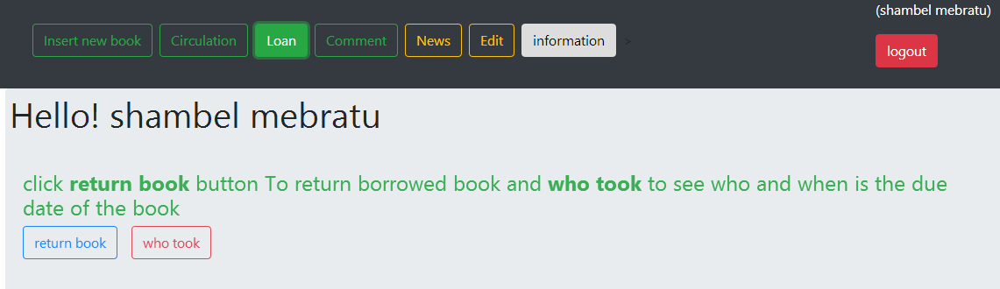 (shambel mebratu)
Insert new book Circulation Loan Comment News Edit information >
logout
Hello! shambel mebratu
click return book button To return borrowed book and who took to see who and when is the due
date of the book
return book who took